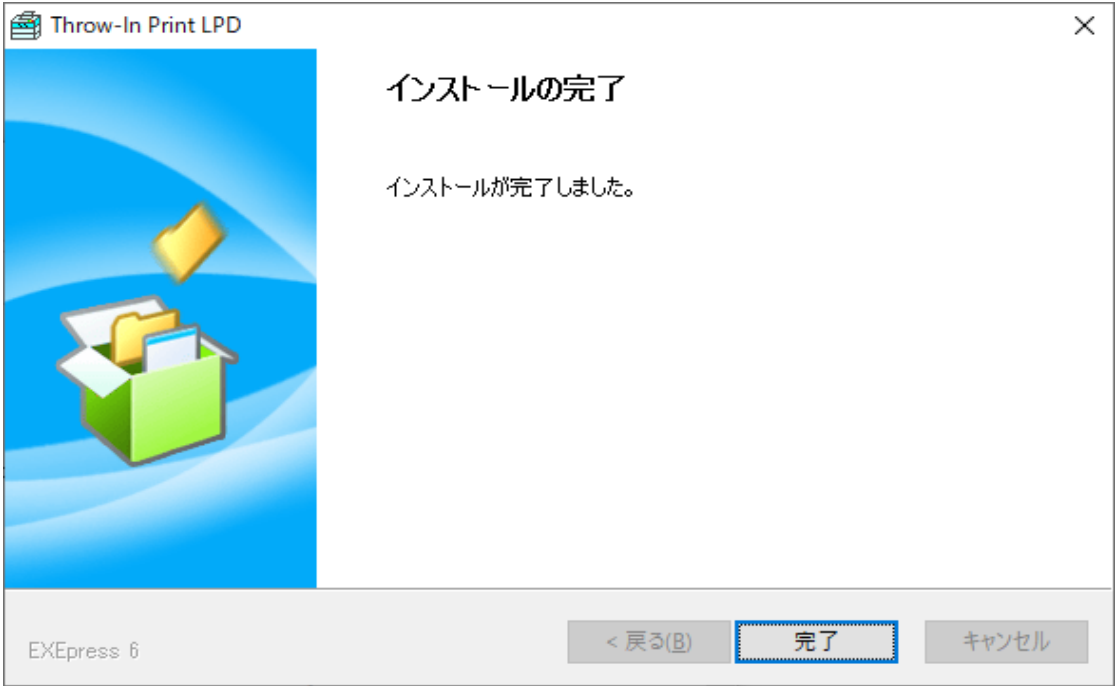 Throw-In Print LPD
インストールの完了
インストールが完了しました。
EXEpress 6
< 戻る(B)
完了
キャンセル